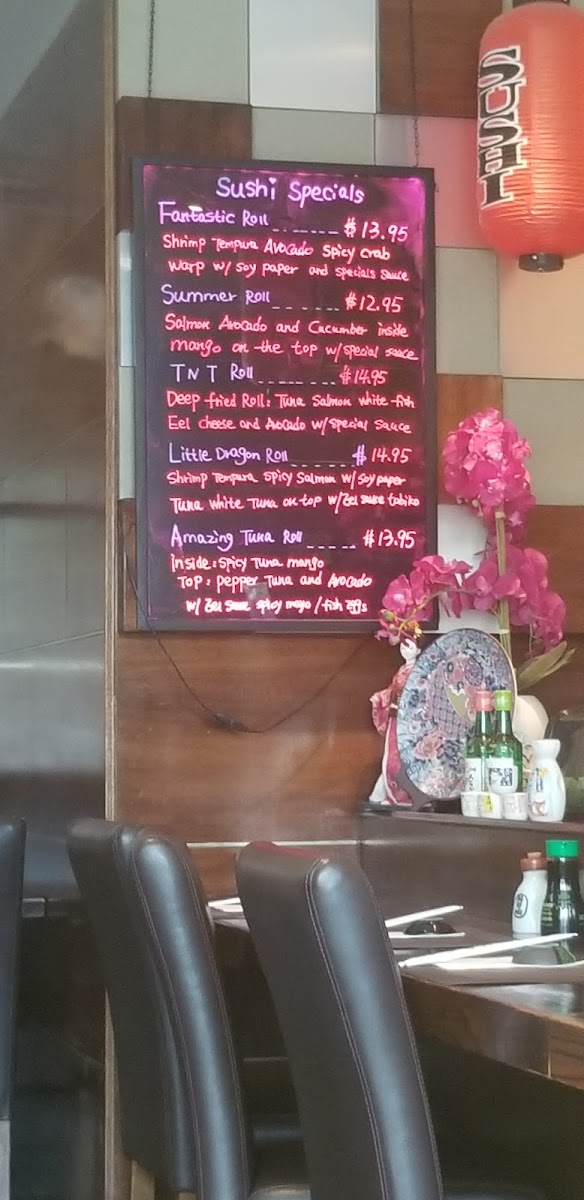 Sushi Specials
Fantastic Roll _ _ _ _ _ _ $13.95
Shrimp Tempura Avocado Spicy Crab
Warp w/ Soy paper and specials sauce
Summer Roll _ _ _ _ _ _ $12.95
Salmon Avocado and Cucumber inside
mango on the top w/special sauce
TNT Roll _ _ _ _ _ _ $14.95
Deep fried Roll: Tuna Salmon white-fish
Eel cheese and Avocado w/special sauce
Little Dragon Roll _ _ _ _ _ $14.95
Shrimp Tempura Spicy Salmon w/ Soy paper
Tuna White Tuna on top w/Eel sauce tobiko
Amazing Tuna Roll _ _ _ _ $13.95
Inside: Spicy Tuna mango
Top: pepper Tuna and Avocado
w/ Eel Sauce spicy mayo / fish eggs
SUSHI